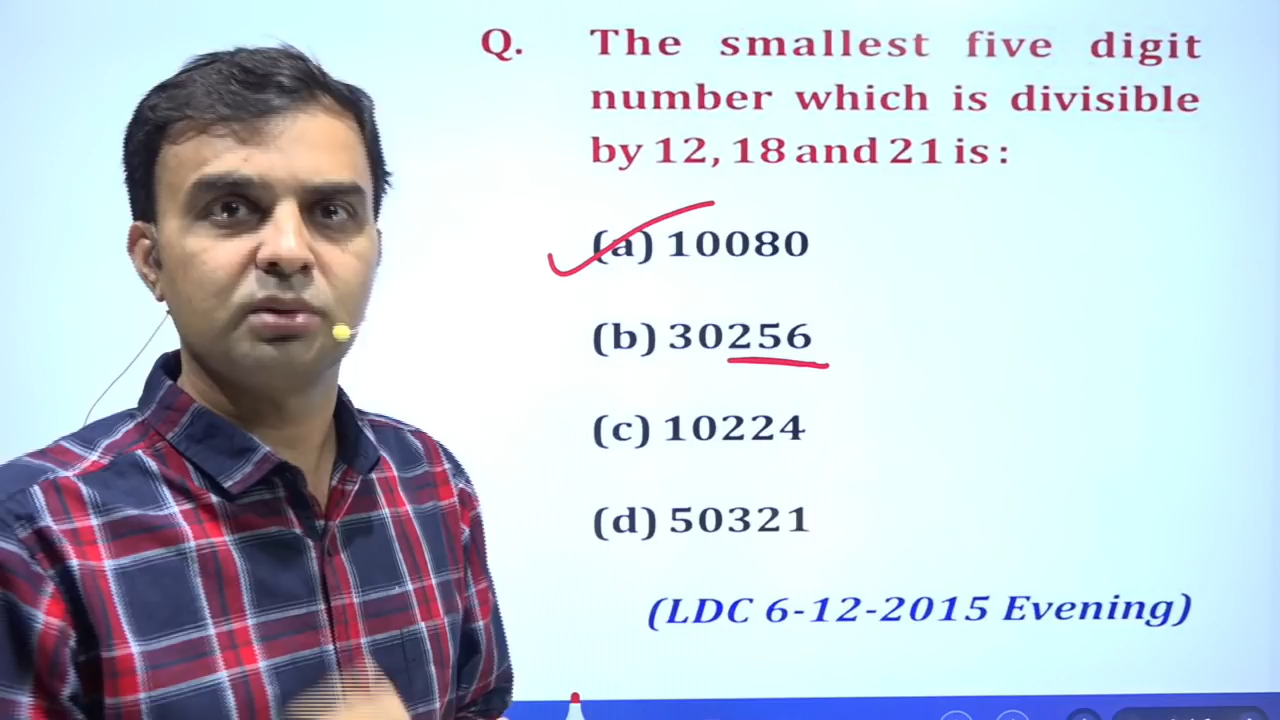 Q. The smallest five digit
number which is divisible
by 12, 18 and 21 is :
(a) 10080
(b) 30256
(c) 10224
(d) 50321
(LDC 6-12-2015 Evening)